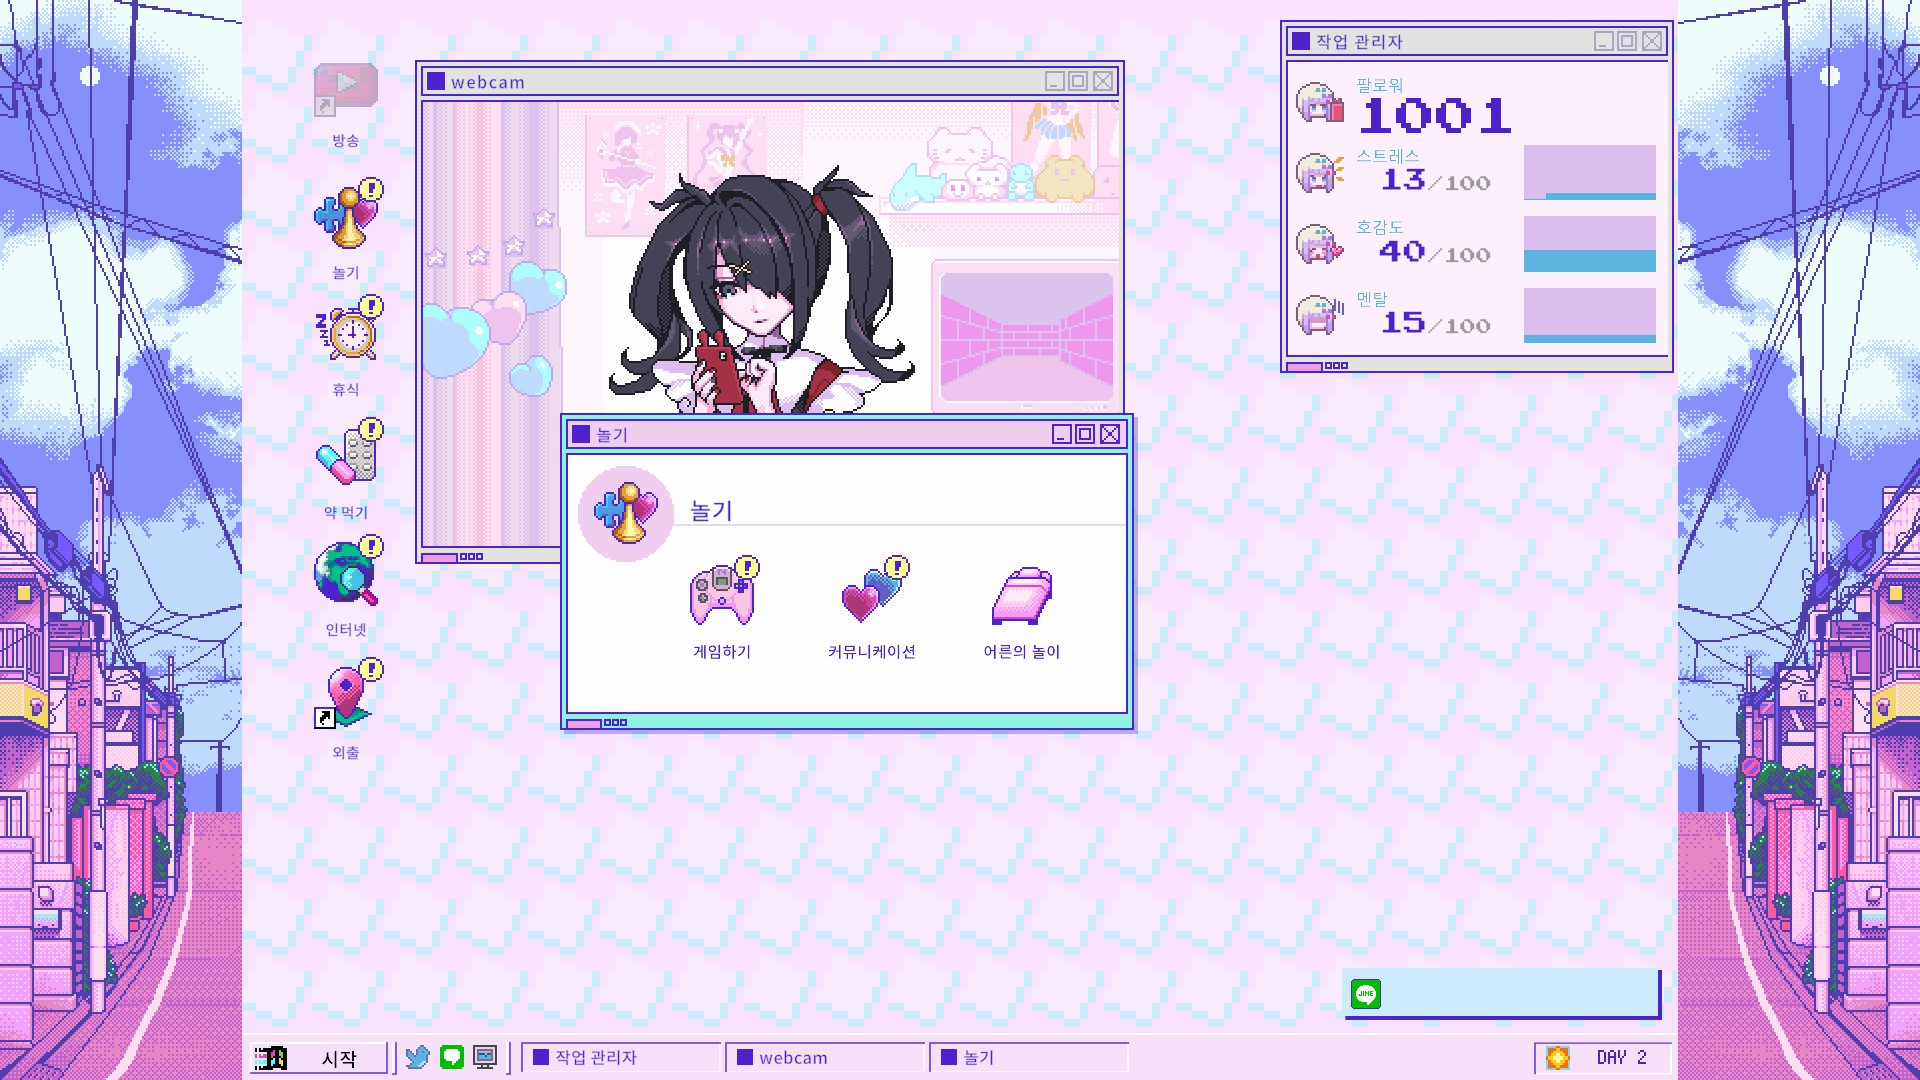 방송
놀기
휴식
약 먹기
인터넷
외출
webcam
작업 관리자
팔로워
1001
스트레스
13/100
호감도
40/100
멘탈
15/100
놀기
놀기
게임하기
커뮤니케이션
어른의 놀이
JINE
시작
작업 관리자
webcam
놀기
DAY 2